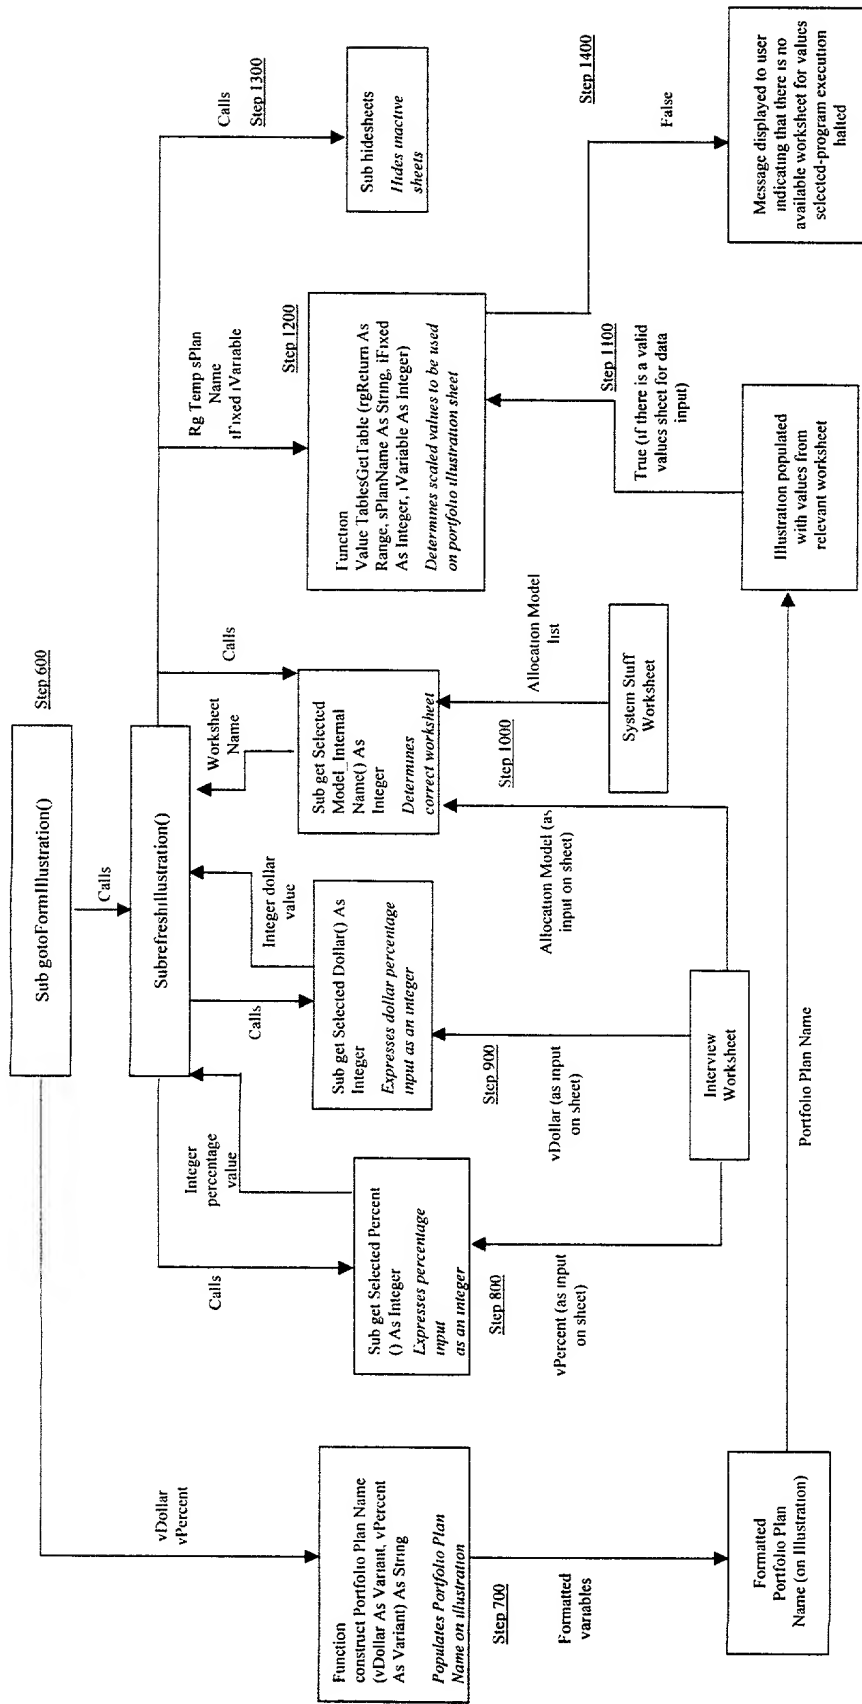 Sub gotoFormIllustration()
Step 600
Calls
Subrefreshillustration()
vDollar
vPercent
Calls
Integer
percentage
value
Calls
Integer dollar
value
Worksheet
Name
Calls
Rg Temp sPlan
Name
iFixed iVariable
Calls
Step 1300
Function
construct Portfolio Plan Name
(vDollar As Variant, vPercent
As Variant) As String
Populates Portfolio Plan
Name on illustration
Step 700
Sub get Selected Percent
() As Integer
Expresses percentage
input
as an integer
Step 800
Sub get Selected Dollar() As
Integer
Expresses dollar percentage
input as an integer
Step 900
Sub get Selected
Model_Internal
Name() As
Integer
Determines
correct worksheet
Step 1000
Step 1200
Function
Value TablesGetTable (rgReturn As
Range, sPlanName As String, iFixed
As Integer, iVariable As Integer)
Determines scaled values to be used
on portfolio illustration sheet
Sub hidesheets
Hides inactive
sheets
Formatted
variables
vPercent (as input
on sheet)
vDollar (as input
on sheet)
Allocation Model (as
input on sheet)
Allocation Model
list
System Stuff
Worksheet
Step 1100
True (if there is a valid
values sheet for data
input)
Step 1400
False
Formatted
Portfolio Plan
Name (on Illustration)
Interview
Worksheet
Portfolio Plan Name
Illustration populated
with values from
relevant worksheet
Message displayed to user
indicating that there is no
available worksheet for values
selected-program execution
halted